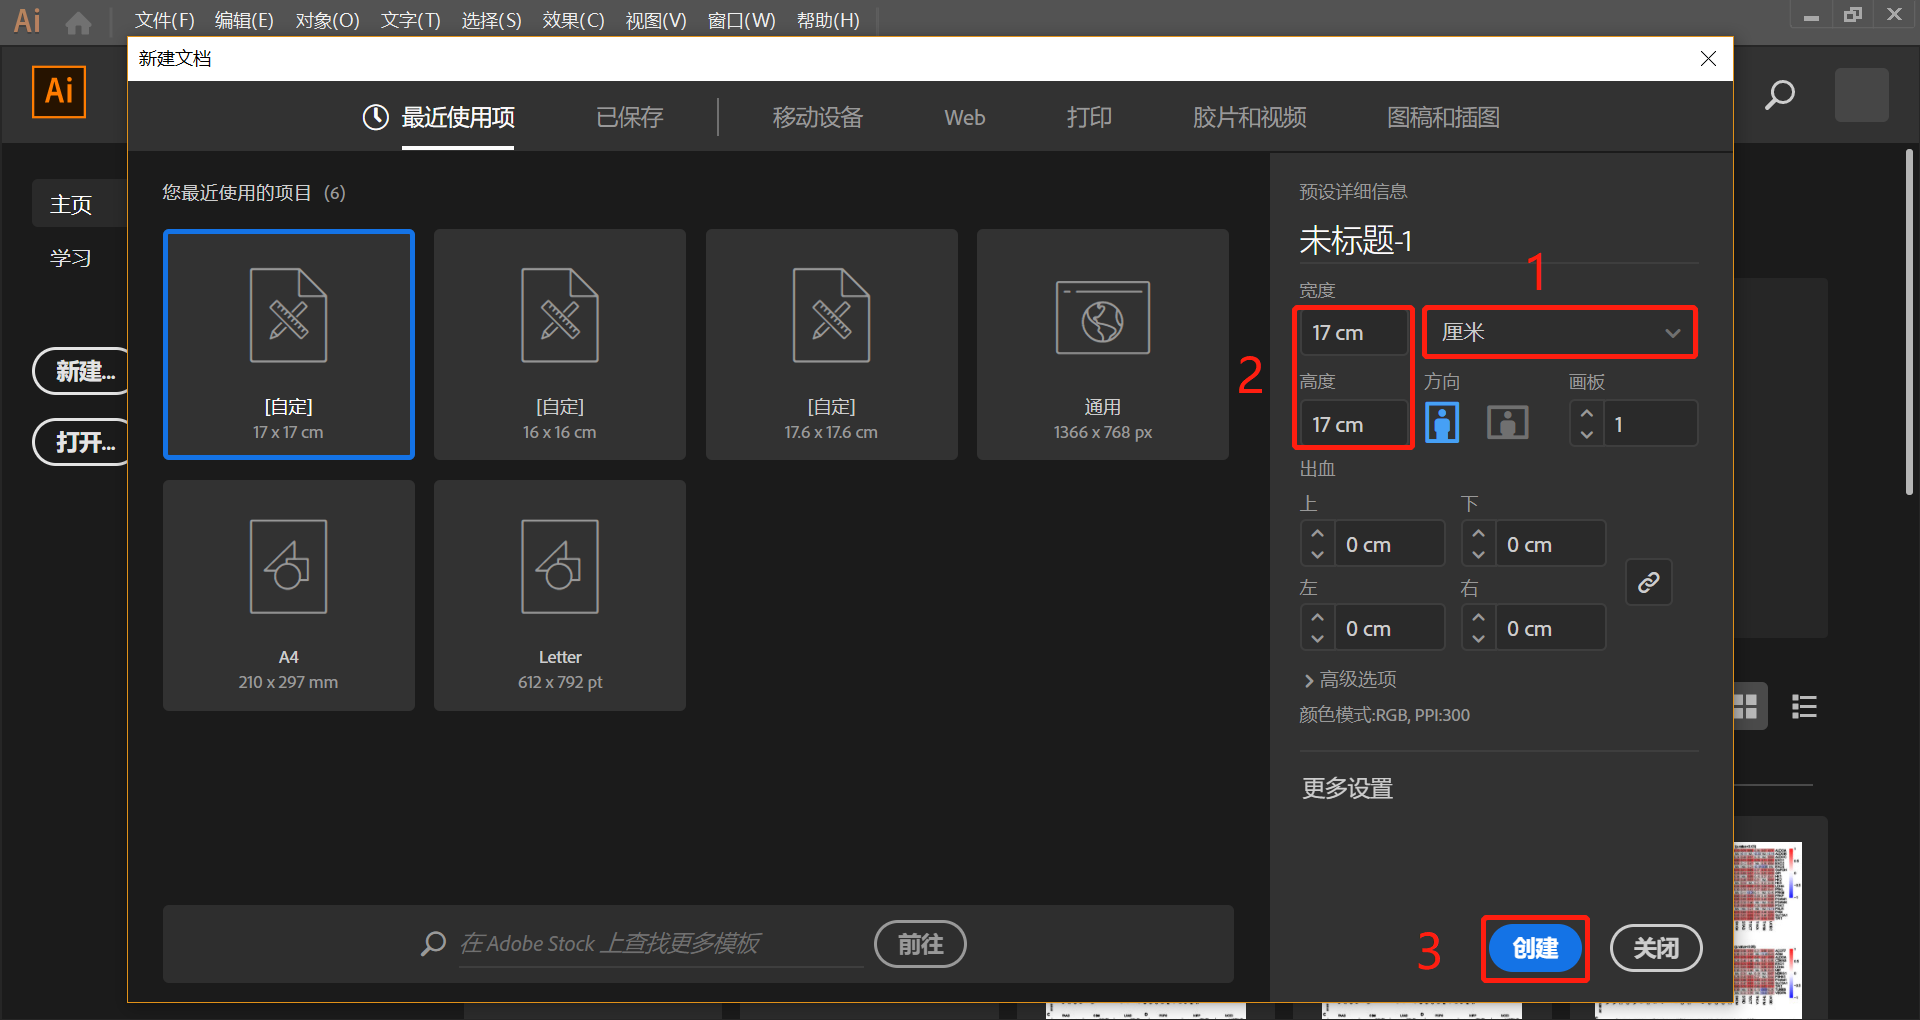 Ai 文件(F) 编辑(E) 对象(O) 文字(T) 选择(S) 效果(C) 视图(V) 窗口(W) 帮助(H)
新建文档
Ai
最近使用项 已保存 移动设备 Web 打印 胶片和视频 图稿和插图
主页
学习
新建...
打开...
您最近使用的项目 (6)
[自定]
17 x 17 cm
[自定]
16 x 16 cm
[自定]
17.6 x 17.6 cm
通用
1366 x 768 px
A4
210 x 297 mm
Letter
612 x 792 pt
在 Adobe Stock 上查找更多模板
前往
预设详细信息
未标题-1
1
宽度
17 cm 厘米
2
高度 方向 画板
17 cm 1
出血
上 下
0 cm 0 cm
左 右
0 cm 0 cm
高级选项
颜色模式:RGB, PPI:300
更多设置
3 创建 关闭